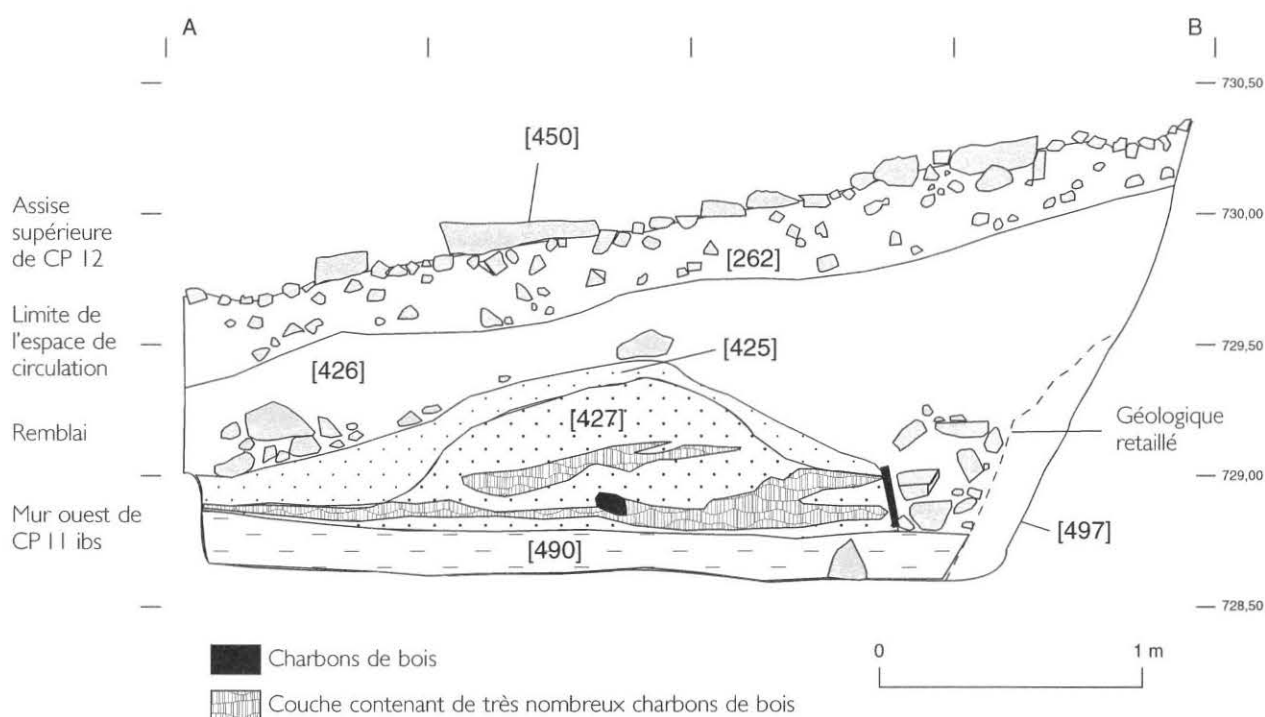 A
B
730,50
[450]
Assise
supérieure
de CP 12
730,00
[262]
Limite de
l'espace de
circulation
729,50
[425]
[426]
[427]
Remblai
Géologique
retaillé
729,00
Mur ouest de
CP 11 ibs
[497]
[490]
728,50
Charbons de bois
0
1 m
Couche contenant de très nombreux charbons de bois